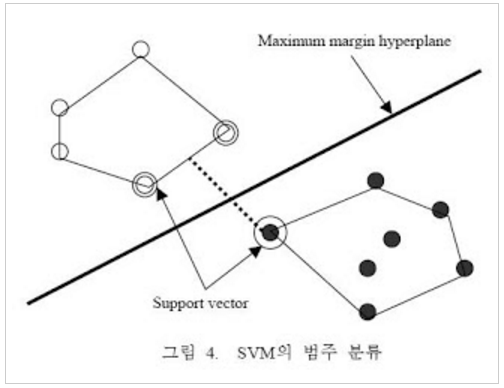 Maximum margin hyperplane
Support vector
그림 4. SVM의 범주 분류